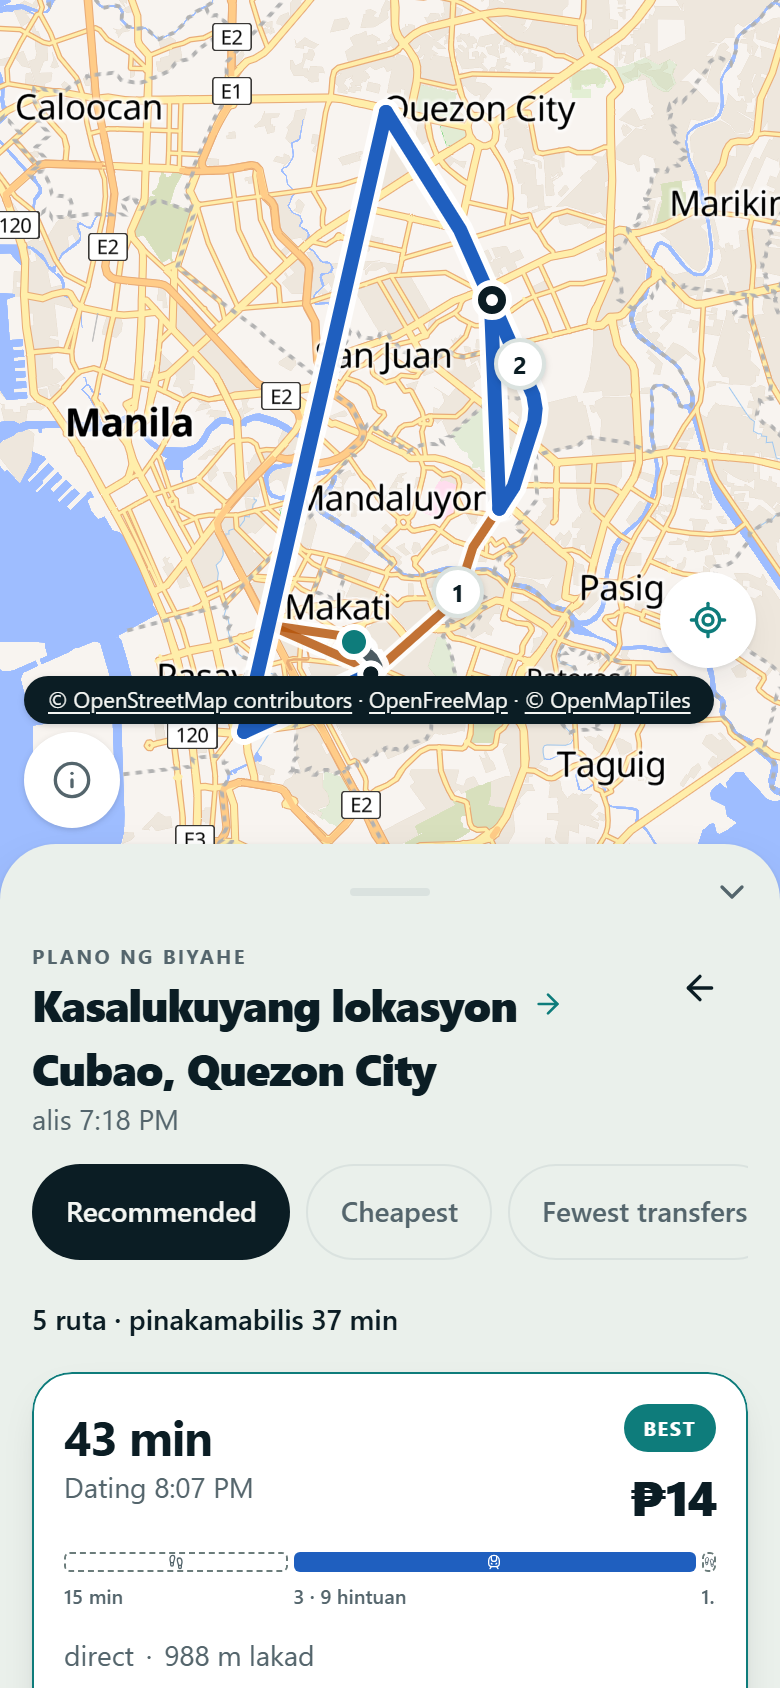 E2
E1
Caloocan
Quezon City
Marikin
120
E2
San Juan
E2
2
Manila
Mandaluyor
1
Pasig
Makati
Pasay
Pateros
© OpenStreetMap contributors · OpenFreeMap · © OpenMapTiles
120
Taguig
E2
E3
PLANO NG BIYAHE
Kasalukuyang lokasyon →
Cubao, Quezon City
alis 7:18 PM
Recommended
Cheapest
Fewest transfers
5 ruta · pinakamabilis 37 min
43 min
BEST
Dating 8:07 PM
₱14
15 min
3 · 9 hintuan
1.
direct · 988 m lakad